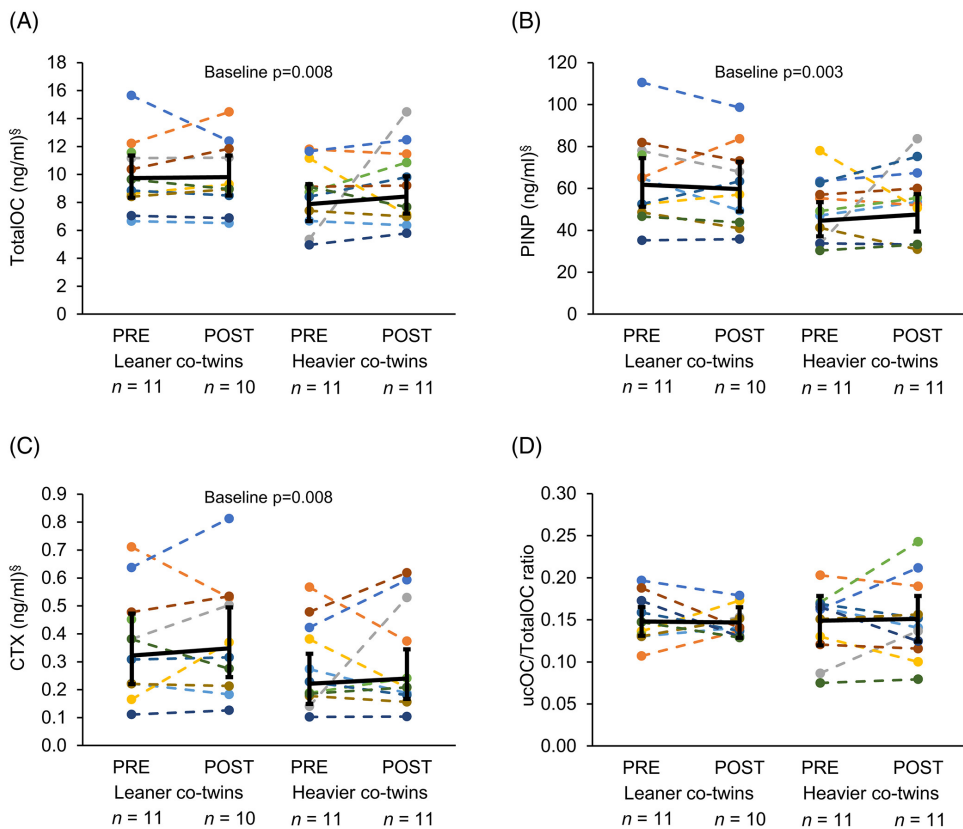 (A)
TotalOC (ng/ml)§
18
16
14
12
10
8
6
4
2
0
Baseline p=0.008
PRE POST PRE POST
Leaner co-twins Heavier co-twins
n = 11 n = 10 n = 11 n = 11
(B)
PINP (ng/ml)§
120
100
80
60
40
20
0
Baseline p=0.003
PRE POST PRE POST
Leaner co-twins Heavier co-twins
n = 11 n = 10 n = 11 n = 11
(C)
CTX (ng/ml)§
0.9
0.8
0.7
0.6
0.5
0.4
0.3
0.2
0.1
0.0
Baseline p=0.008
PRE POST PRE POST
Leaner co-twins Heavier co-twins
n = 11 n = 10 n = 11 n = 11
(D)
ucOC/TotalOC ratio
0.30
0.25
0.20
0.15
0.10
0.05
0.00
PRE POST PRE POST
Leaner co-twins Heavier co-twins
n = 11 n = 10 n = 11 n = 11